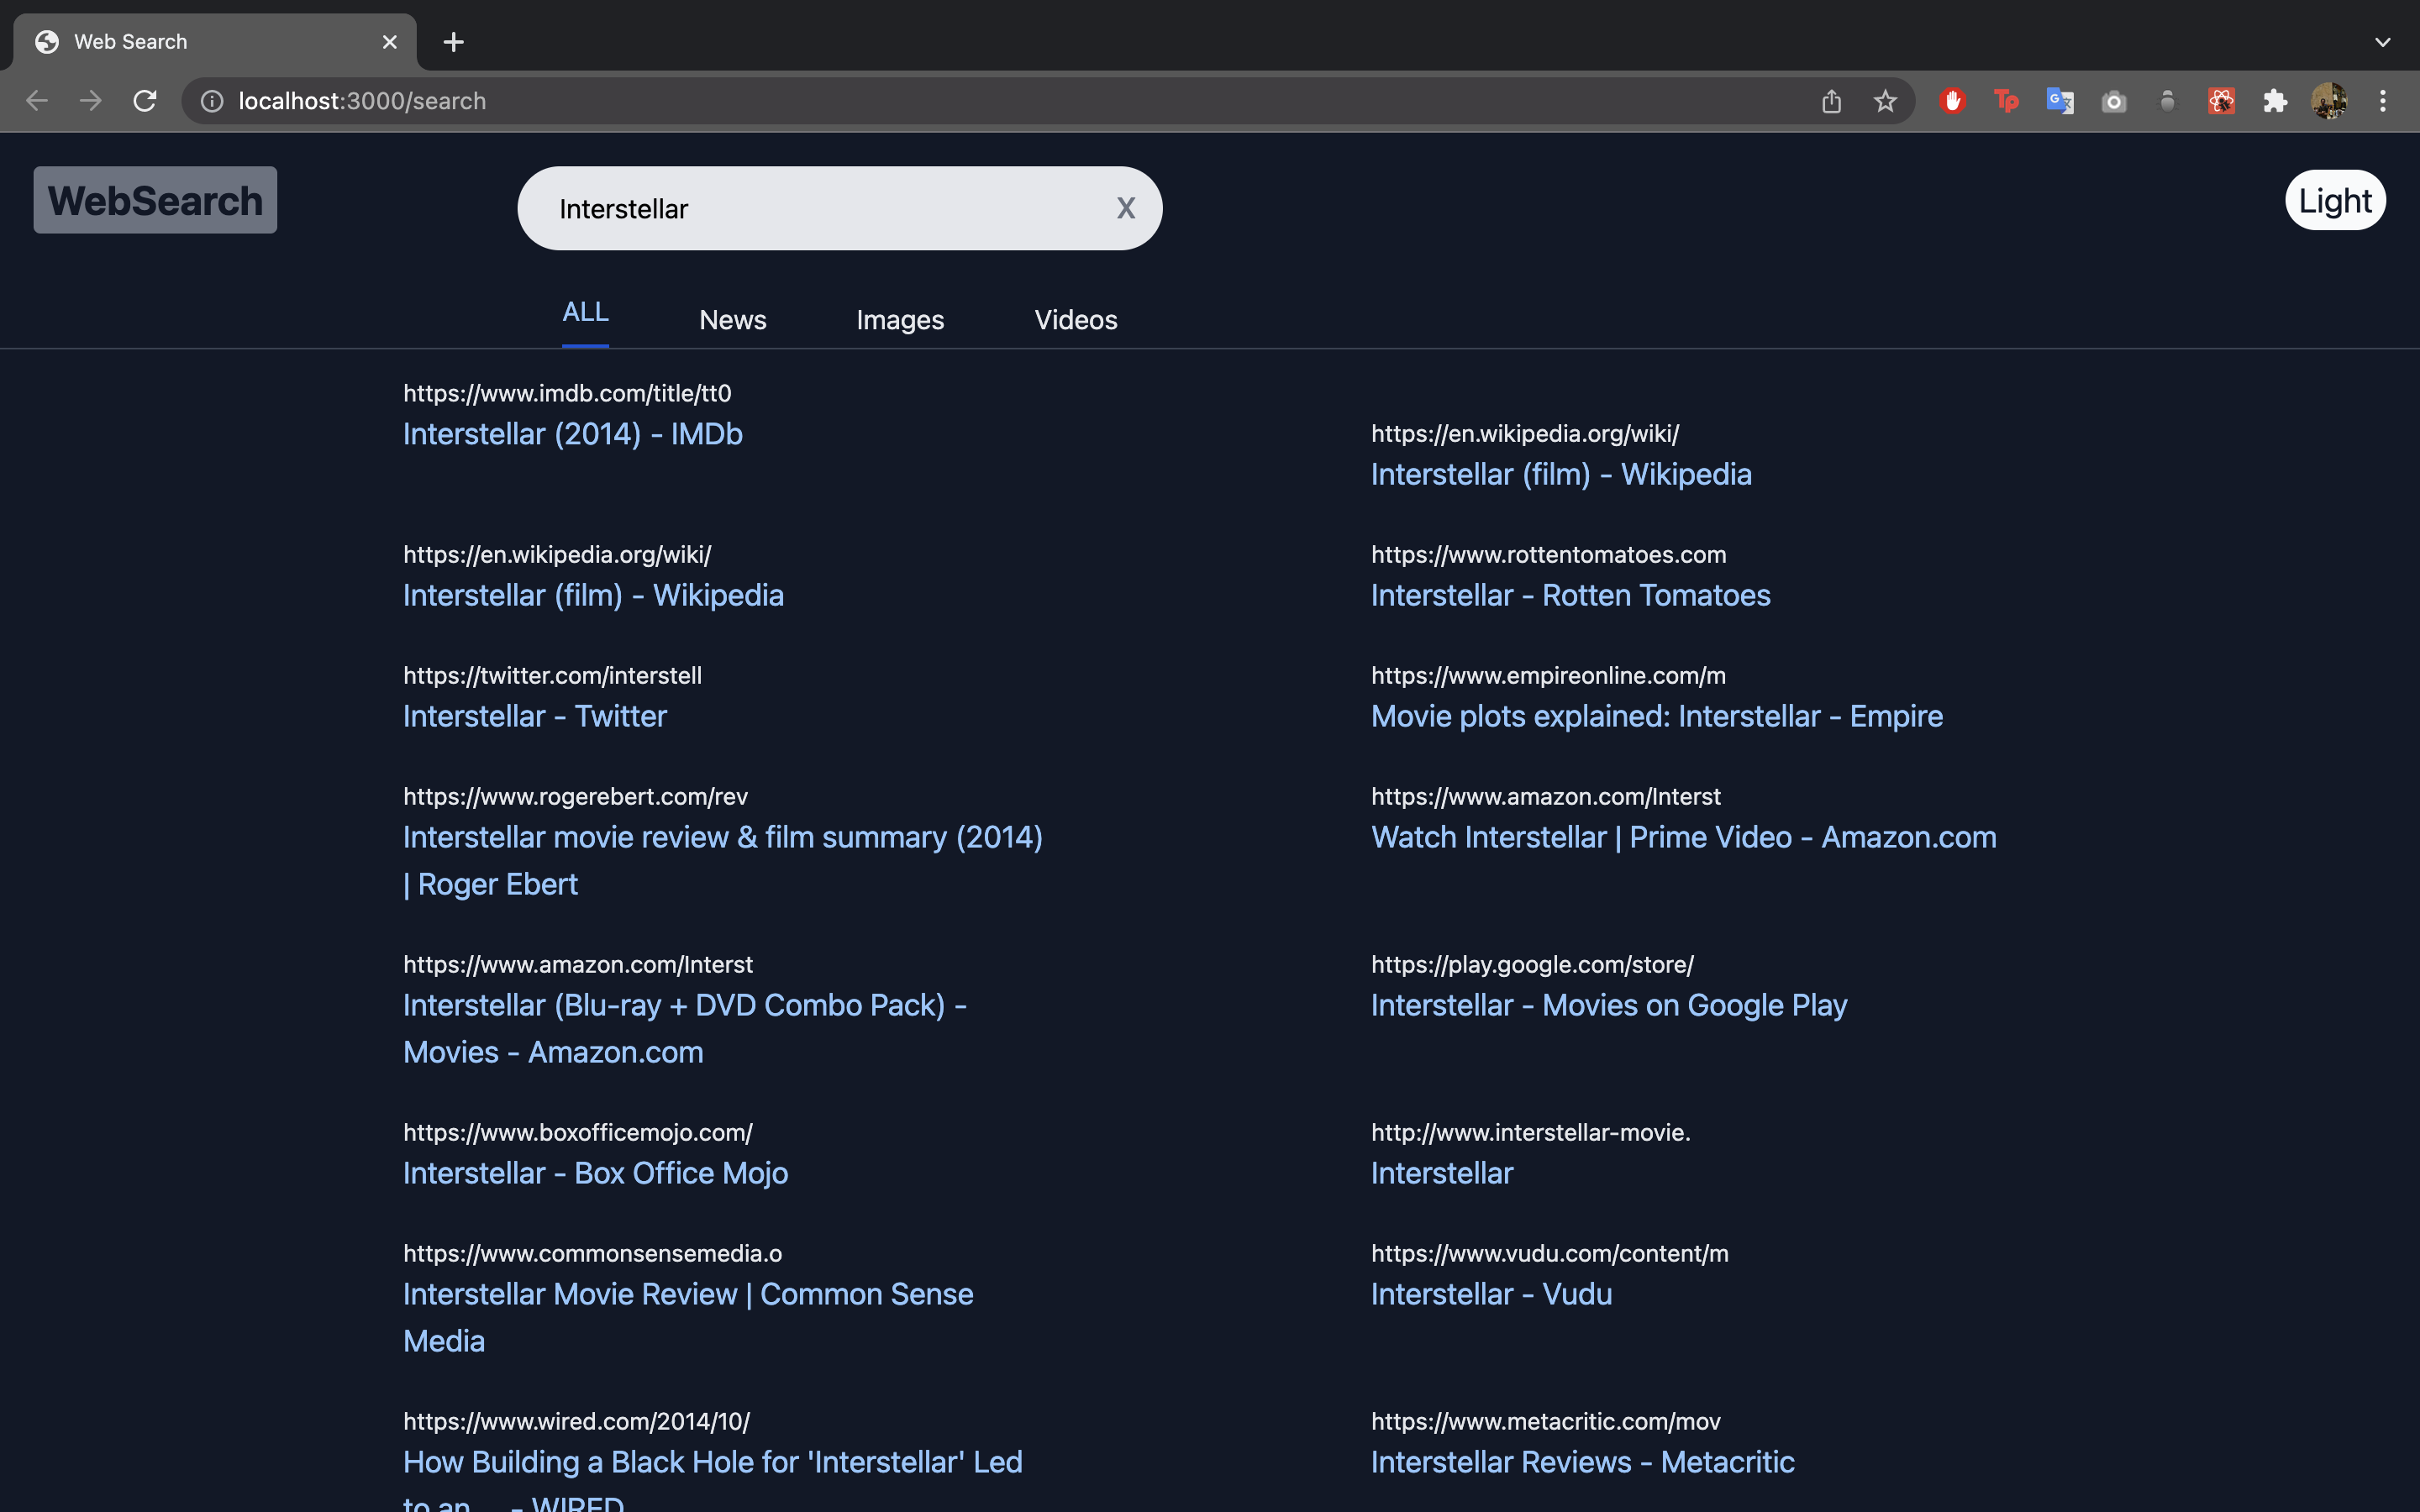 Web Search
localhost:3000/search
WebSearch
Interstellar
X
Light
ALL
News
Images
Videos
https://www.imdb.com/title/tt0
Interstellar (2014) - IMDb
https://en.wikipedia.org/wiki/
Interstellar (film) - Wikipedia
https://en.wikipedia.org/wiki/
Interstellar (film) - Wikipedia
https://www.rottentomatoes.com
Interstellar - Rotten Tomatoes
https://twitter.com/interstell
Interstellar - Twitter
https://www.empireonline.com/m
Movie plots explained: Interstellar - Empire
https://www.rogerebert.com/rev
Interstellar movie review & film summary (2014)
| Roger Ebert
https://www.amazon.com/Interst
Watch Interstellar | Prime Video - Amazon.com
https://www.amazon.com/Interst
Interstellar (Blu-ray + DVD Combo Pack) -
Movies - Amazon.com
https://play.google.com/store/
Interstellar - Movies on Google Play
https://www.boxofficemojo.com/
Interstellar - Box Office Mojo
http://www.interstellar-movie.
Interstellar
https://www.commonsensemedia.o
Interstellar Movie Review | Common Sense
Media
https://www.vudu.com/content/m
Interstellar - Vudu
https://www.wired.com/2014/10/
How Building a Black Hole for 'Interstellar' Led
to an ... - WIRED
https://www.metacritic.com/mov
Interstellar Reviews - Metacritic